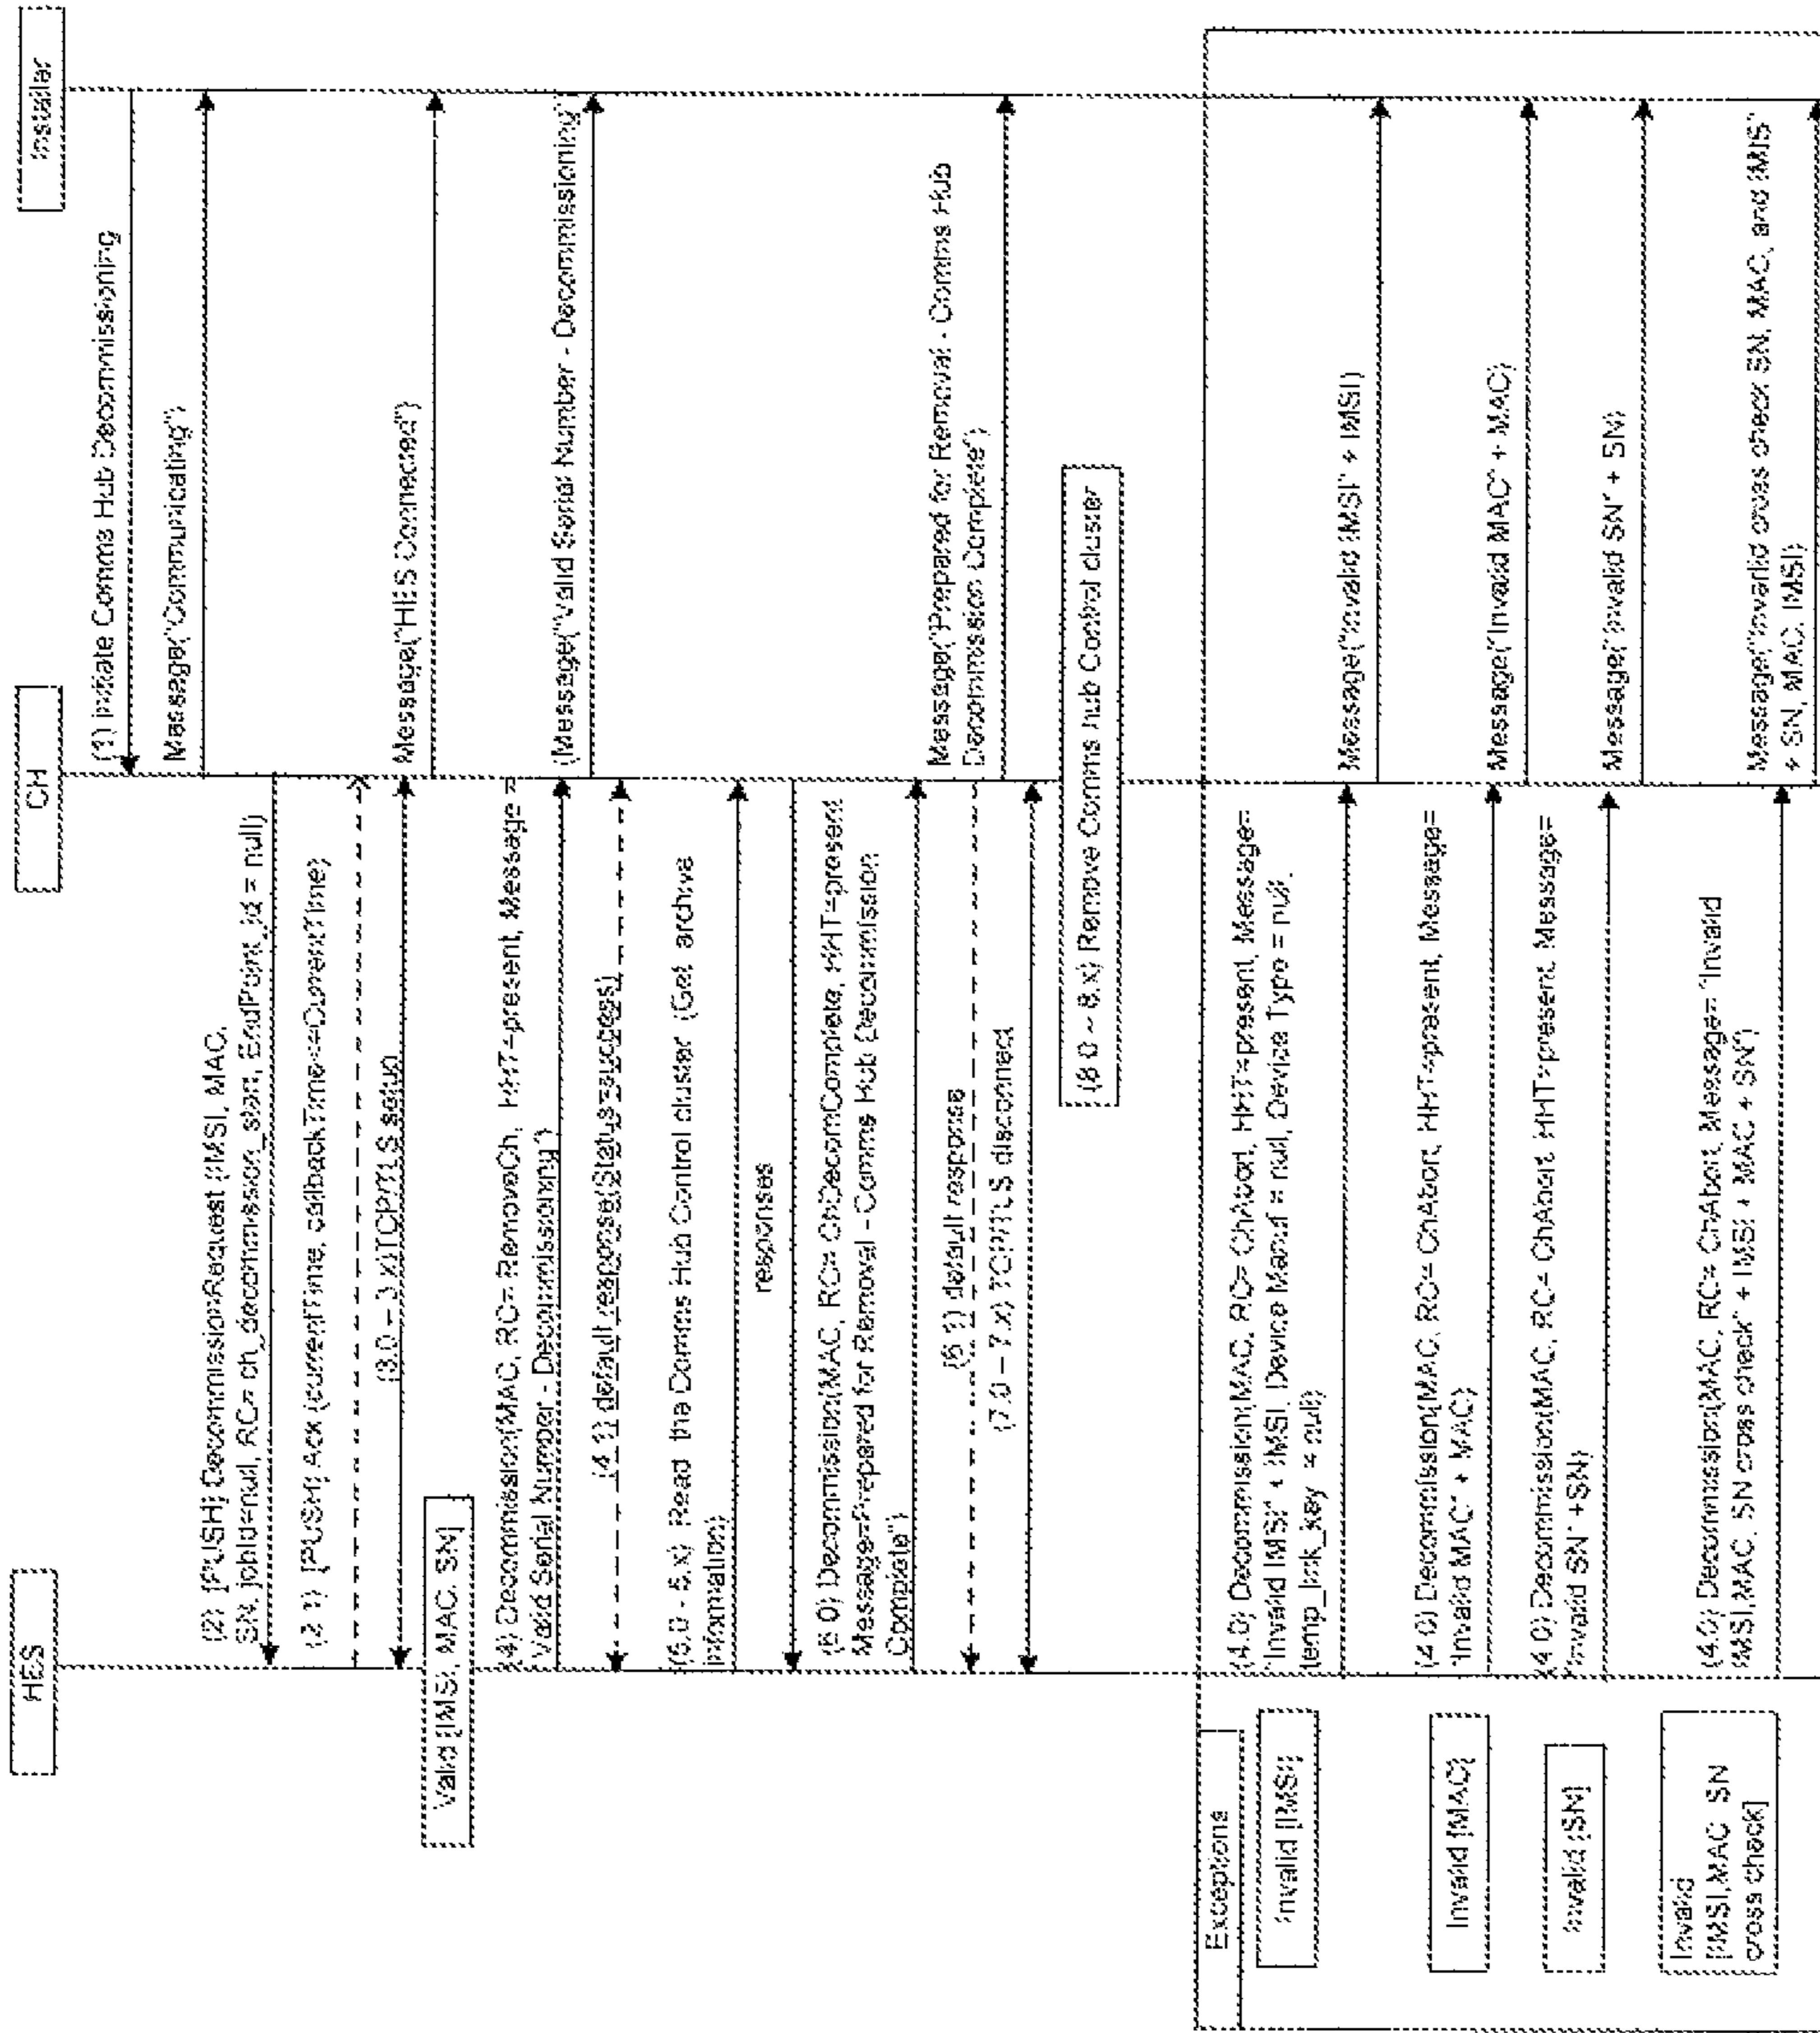 HES
CH
Installer
(1) Initiate Comms Hub Decommissioning
Message("Communicating")
(2) [PUSH] DecommissionRequest (IMSI, MAC,
SN, jobId=null, RC= ch_decommission_start, EndPoint_id = null)
(2.1) [PUSH] Ack (currentTime, callbackTime<=CurrentTime)
(3.0 – 3.x)TCP/TLS setup
Message("HES Connected")
Valid [IMSI, MAC, SN]
(4) Decommission(MAC, RC= RemoveCh, HHT=present, Message =
"Valid Serial Number - Decommissioning")
(Message("Valid Serial Number - Decommissioning")
(4.1) default_response(Status=success)
(5.0 - 5.x) Read the Comms Hub Control cluster (Get archive
information)
responses
(6.0) Decommission(MAC, RC= ChDecomComplete, HHT=present
Message=Prepared for Removal - Comms Hub Decommission
Complete")
Message("Prepared for Removal - Comms Hub
Decommission Complete")
(6.1) default response
(7.0 – 7.x) TCP/TLS disconnect
(8.0 ~ 8.x) Remove Comms hub Control cluster
Exceptions
Invalid [IMSI]
(4.0) Decommission(MAC, RC= ChAbort, HHT=present, Message=
"Invalid IMSI" + IMSI, Device Manuf = null, Device Type = null,
temp_link_key = null)
Message("Invalid IMSI" + IMSI)
Invalid [MAC]
(4.0) Decommission(MAC, RC= ChAbort, HHT=present, Message=
"Invalid MAC" + MAC)
Message("Invalid MAC" + MAC)
Invalid [SN]
(4.0) Decommission(MAC, RC= ChAbort, HHT=present, Message=
"Invalid SN" +SN)
Message("Invalid SN" + SN)
Invalid
[IMSI,MAC, SN
cross check]
(4.0) Decommission(MAC, RC= ChAbort, Message= "Invalid
IMSI,MAC, SN cross check" + IMSI + MAC + SN")
Message("Invalid cross check SN, MAC, and IMIS"
+ SN, MAC, IMSI)